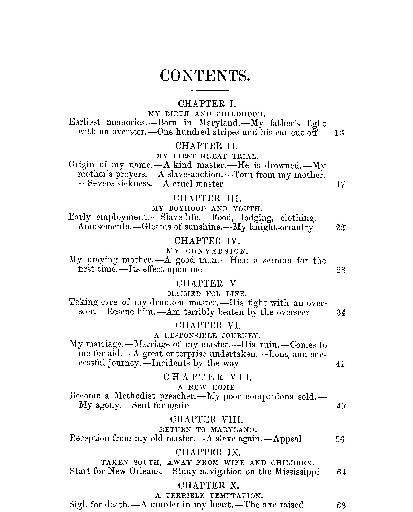 CONTENTS.
CHAPTER I.
MY BIRTH AND CHILDHOOD.
Earliest memories.—Born in Maryland.—My father's fight
with an overseer.—One hundred stripes and his ear cut off 13
CHAPTER II.
MY FIRST GREAT TRIAL.
Origin of my name.—A kind master.—He is drowned.—My
mother's prayers.—A slave-auction.—Torn from my mother.
—Severe sickness.—A cruel master 17
CHAPTER III.
MY BOYHOOD AND YOUTH.
Early employment.—Slave-life.—Food, lodging, clothing.—
Amusements.—Gleams of sunshine.—My knight-errantry 22
CHAPTER IV.
MY CONVERSION.
My praying mother.—A good man.—Hear a sermon for the
first time.—Its effect upon me 28
CHAPTER V.
MAIMED FOR LIFE.
Taking care of my drunken master.—His fight with an over-
seer.—Rescue him.—Am terribly beaten by the overseer 34
CHAPTER VI.
A RESPONSIBLE JOURNEY.
My marriage.—Marriage of my master.—His ruin.—Comes to
me for aid.—A great enterprise undertaken.—Long and suc-
cessful journey.—Incidents by the way 41
CHAPTER VII.
A NEW HOME.
Become a Methodist preacher.—My poor companions sold.—
My agony.—Sent for again
CHAPTER VIII.
RETURN TO MARYLAND.
Reception from my old master.—A slave again.—Appeal
CHAPTER IX.
TAKEN SOUTH, AWAY FROM WIFE AND CHILDREN.
Start for New Orleans.—Study navigation on the Mississippi 64
CHAPTER X.
A TERRIBLE TEMPTATION.
Sigh for death.—A murder in my heart.—The axe raised 68